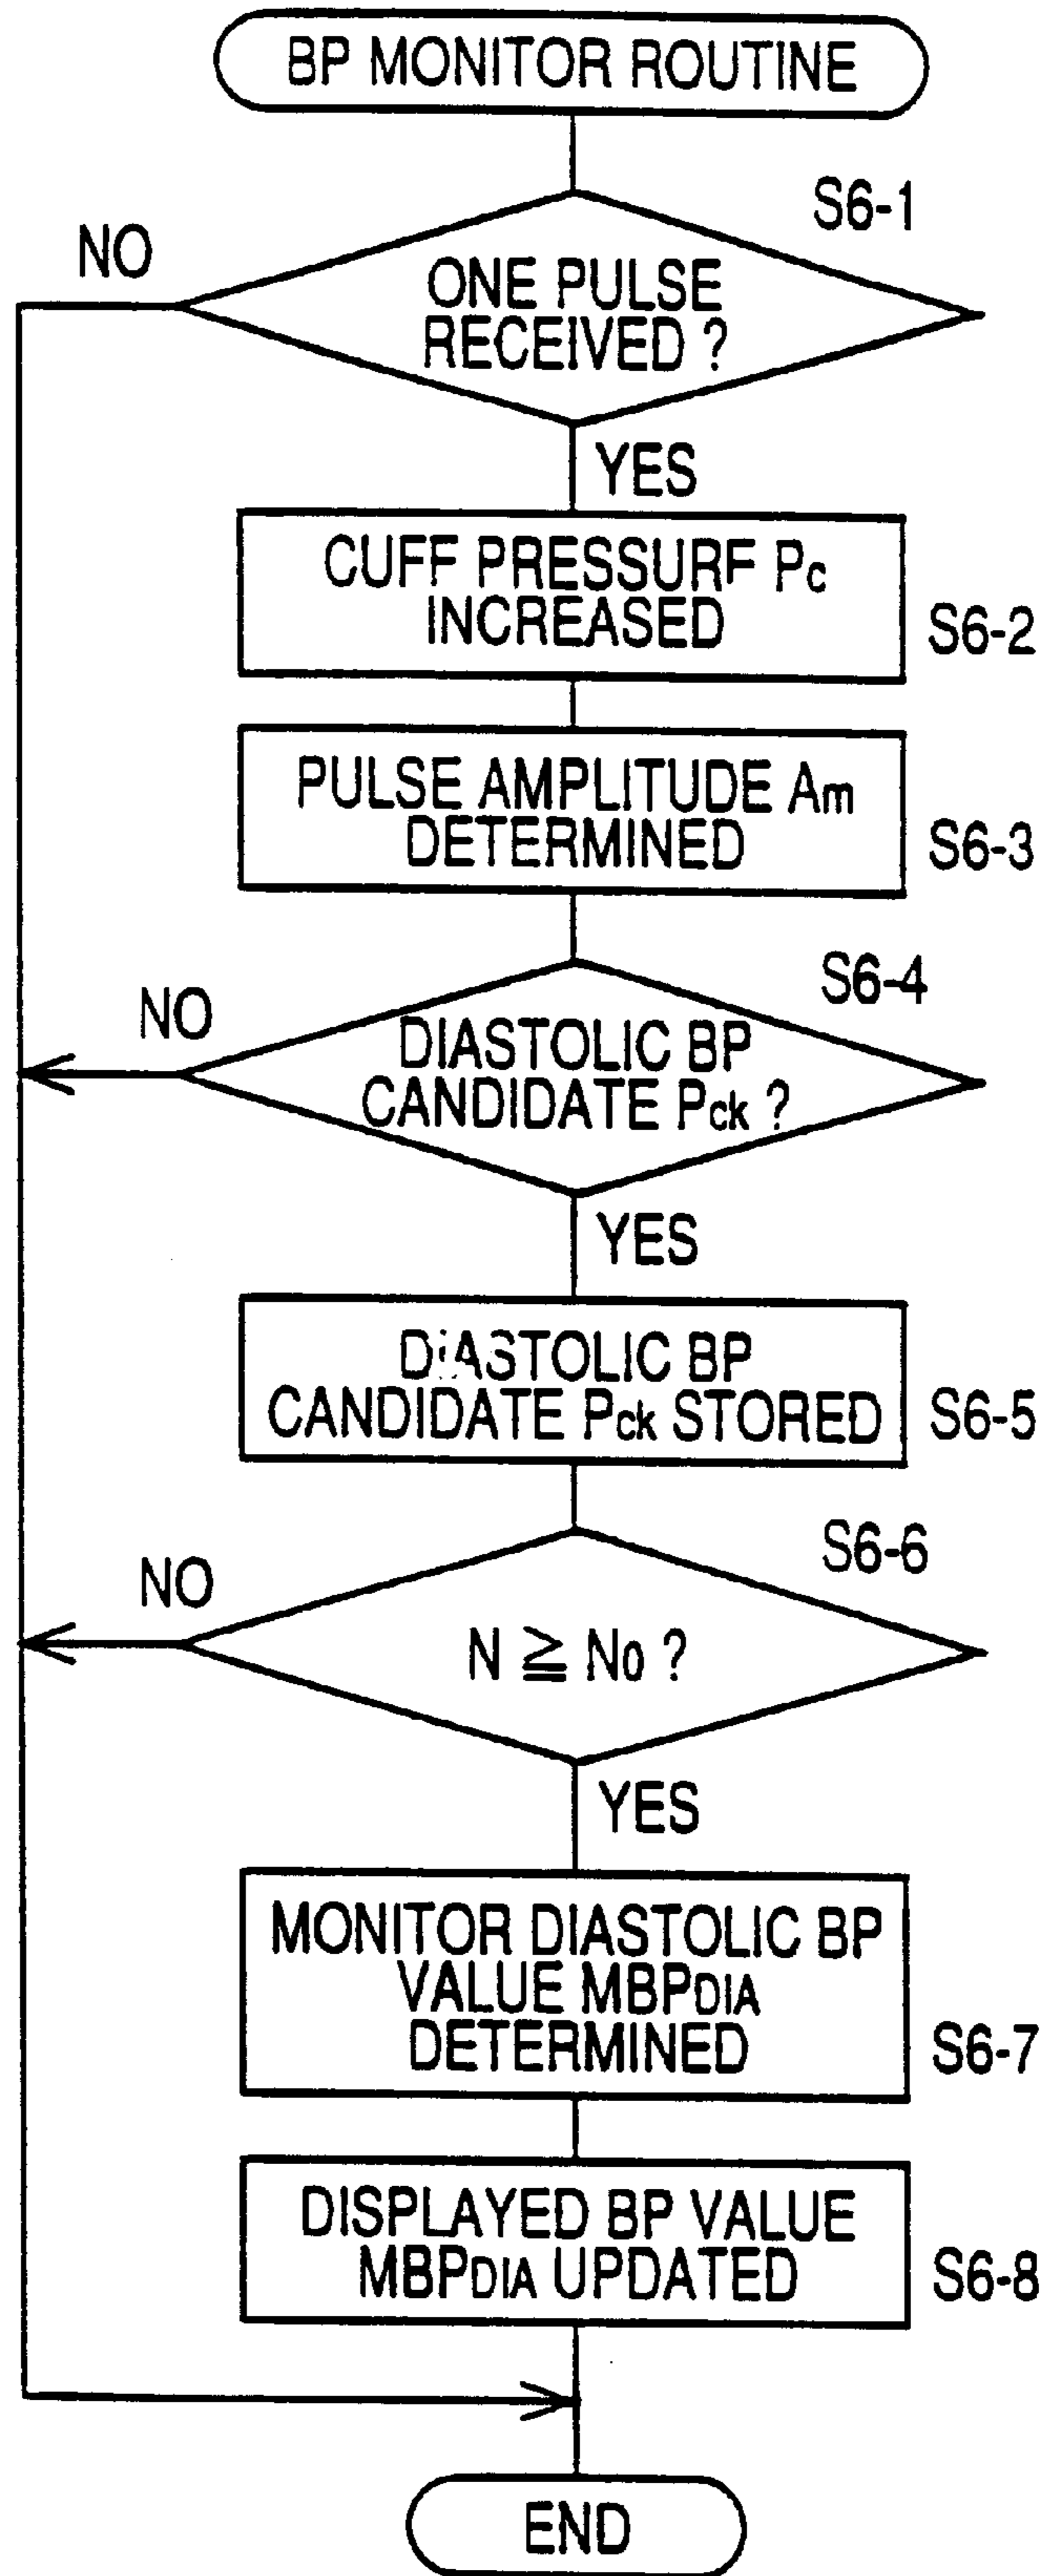 BP MONITOR ROUTINE
S6-1
NO
ONE PULSE
RECEIVED ?
YES
CUFF PRESSURF Pc
INCREASED
S6-2
PULSE AMPLITUDE Am
DETERMINED
S6-3
S6-4
NO
DIASTOLIC BP
CANDIDATE Pck ?
YES
DIASTOLIC BP
CANDIDATE Pck STORED
S6-5
S6-6
NO
N ≧ N0 ?
YES
MONITOR DIASTOLIC BP
VALUE MBPDIA
DETERMINED
S6-7
DISPLAYED BP VALUE
MBPDIA UPDATED
S6-8
END